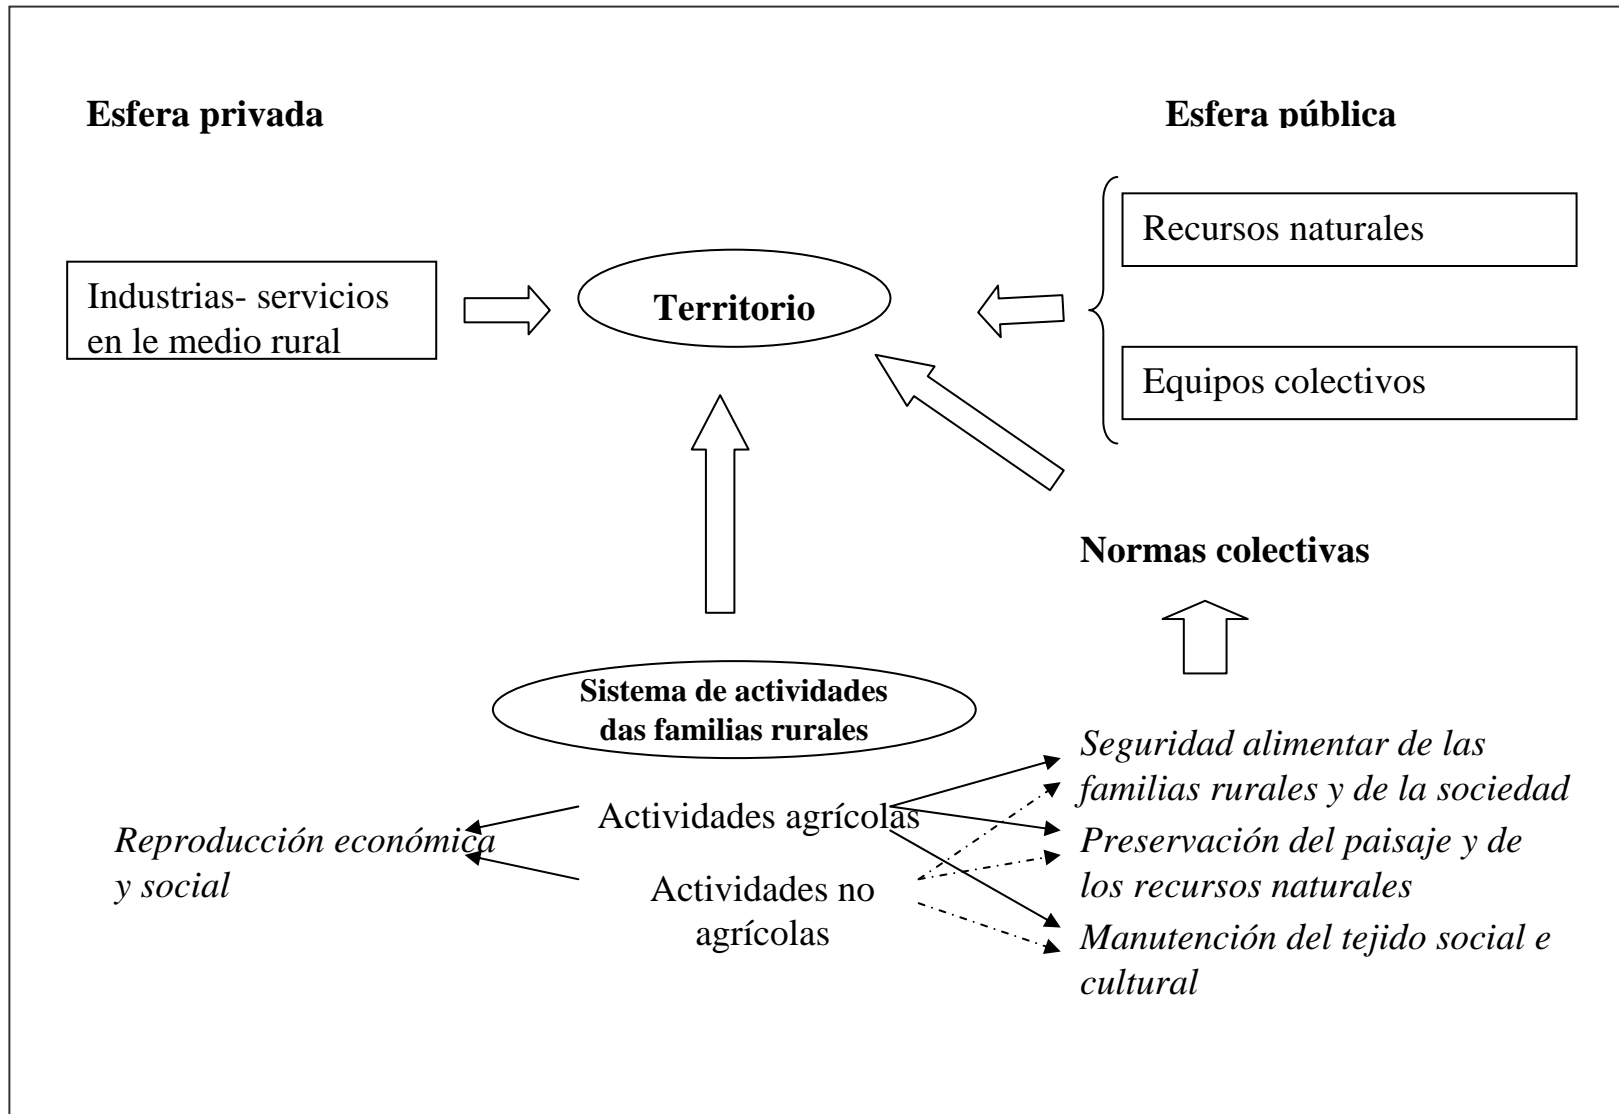 Esfera privada
Esfera pública
Recursos naturales
Industrias- servicios
en le medio rural
Territorio
Equipos colectivos
Normas colectivas
Sistema de actividades
das familias rurales
Seguridad alimentar de las
familias rurales y de la sociedad
Actividades agrícolas
Reproducción económica
y social
Preservación del paisaje y de
los recursos naturales
Actividades no
agrícolas
Manutención del tejido social e
cultural